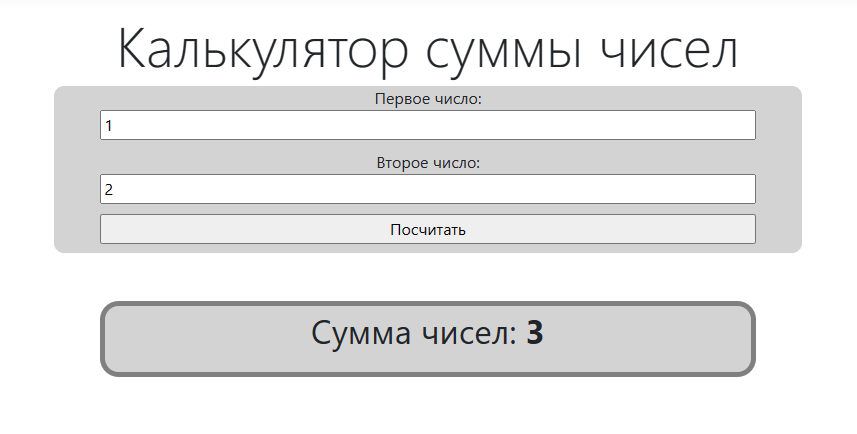 Калькулятор суммы чисел
Первое число:
1
Второе число:
2
Посчитать
Сумма чисел: 3